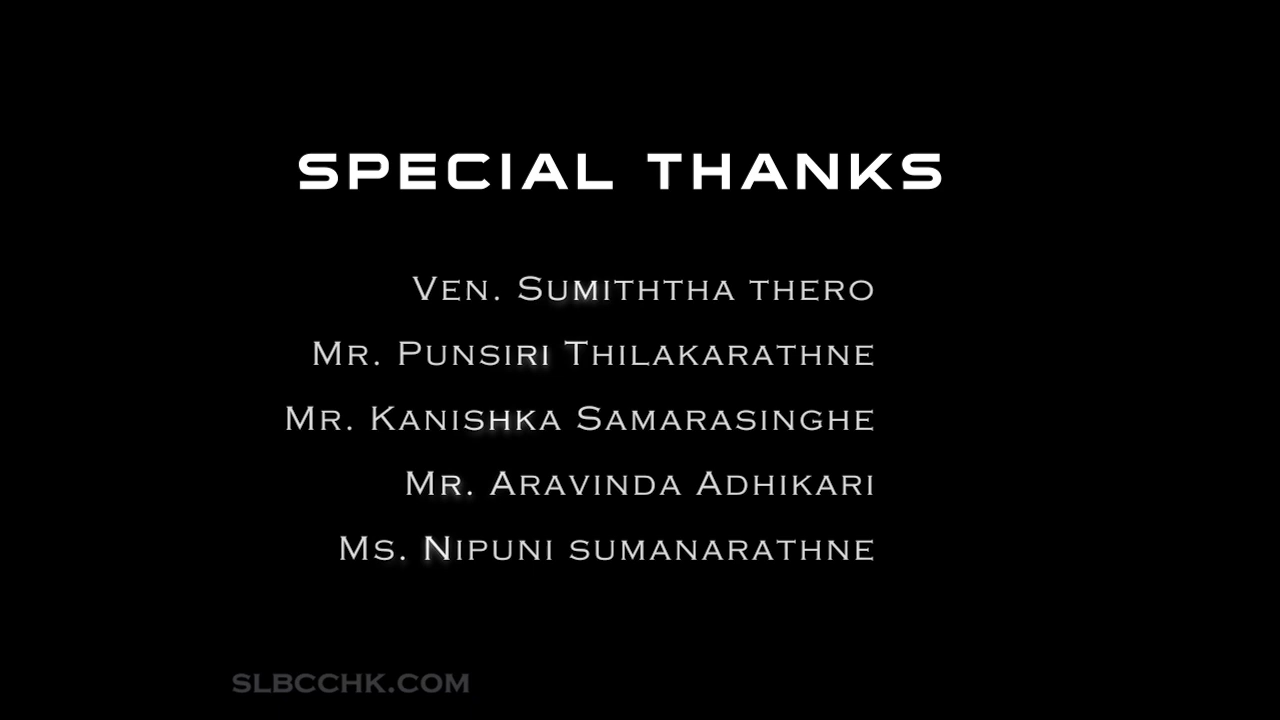 SPECIAL THANKS
Ven. Sumiththa thero
Mr. Punsiri Thilakarathne
Mr. Kanishka Samarasinghe
Mr. Aravinda Adhikari
Ms. Nipuni sumanarathne
SLBCCHK.COM